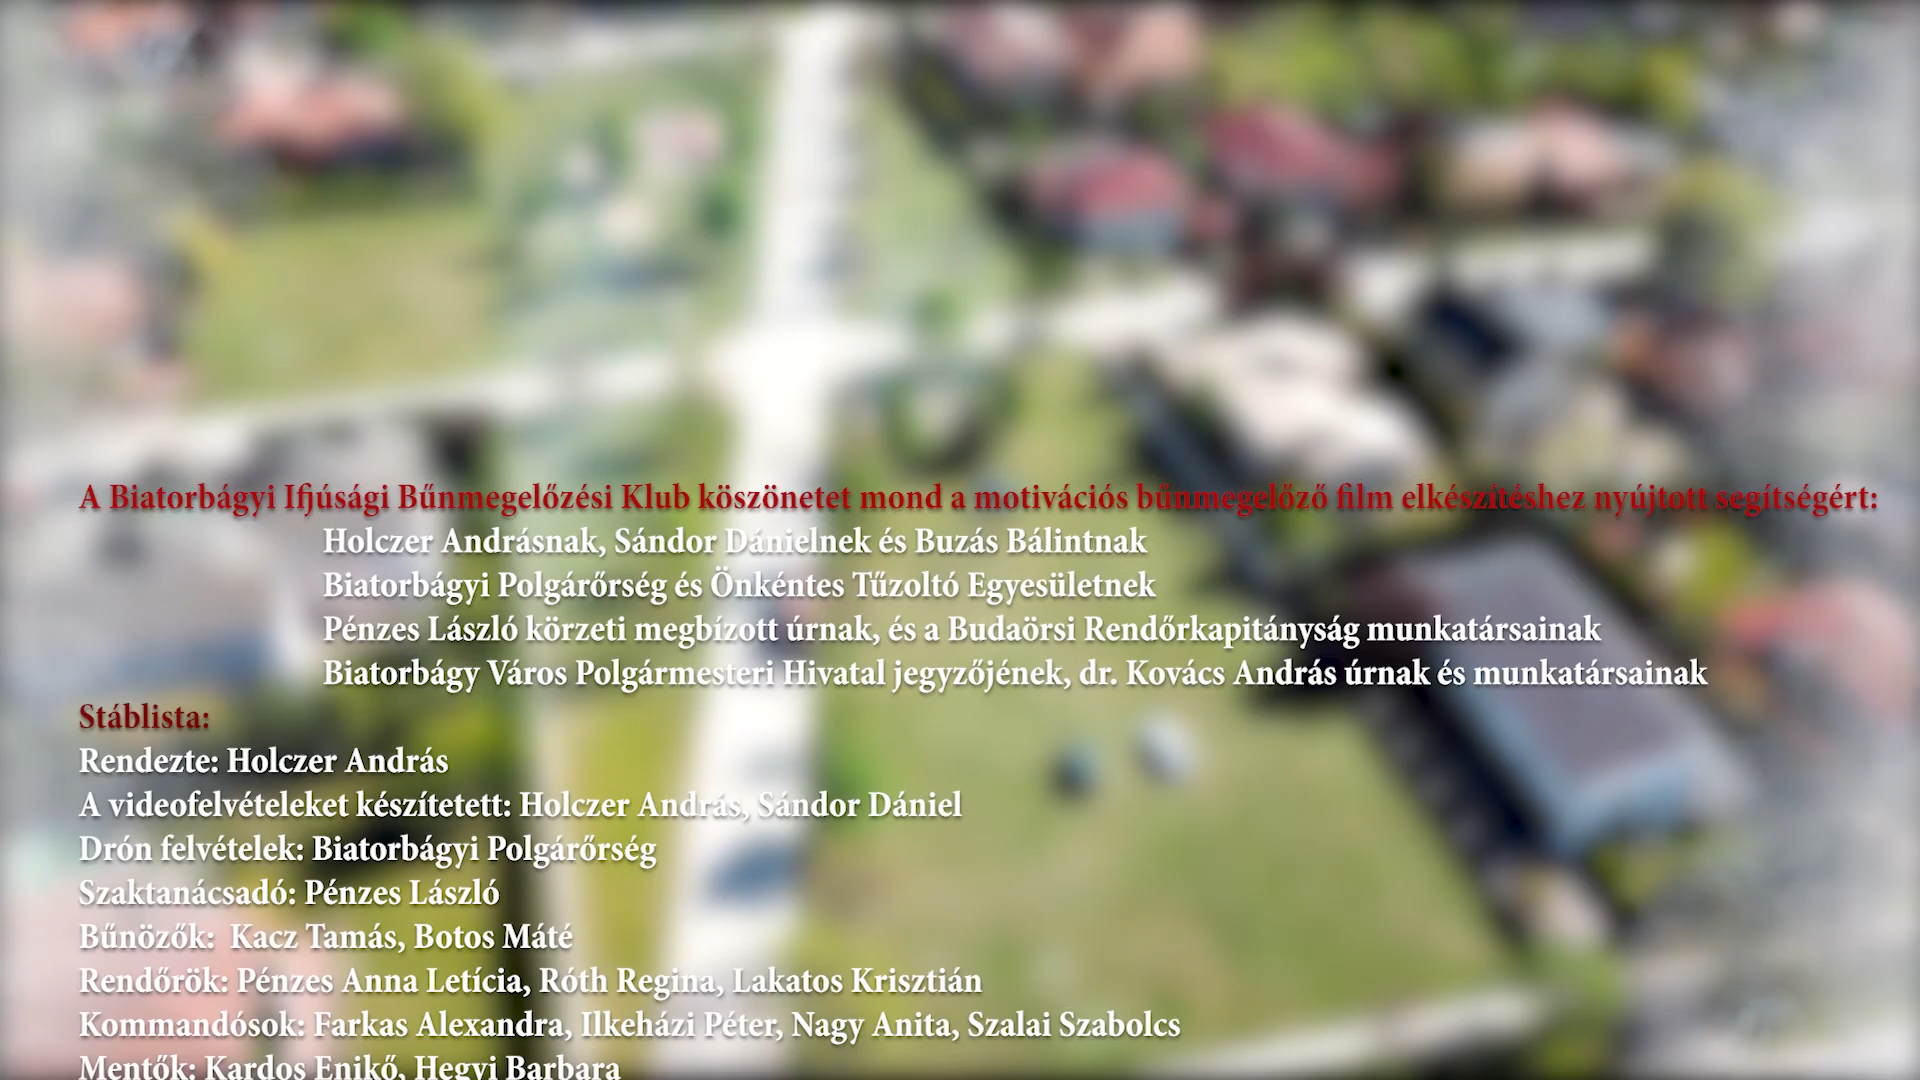 A Biatorbágyi Ifjúsági Bűnmegelőzési Klub köszönetet mond a motivációs bűnmegelőző film elkészítéshez nyújtott segítségért:
Holczer Andrásnak, Sándor Dánielnek és Buzás Bálintnak
Biatorbágyi Polgárőrség és Önkéntes Tűzoltó Egyesületnek
Pénzes László körzeti megbízott úrnak, és a Budaörsi Rendőrkapitányság munkatársainak
Biatorbágy Város Polgármesteri Hivatal jegyzőjének, dr. Kovács András úrnak és munkatársainak
Stáblista:
Rendezte: Holczer András
A videofelvételeket készítetett: Holczer András, Sándor Dániel
Drón felvételek: Biatorbágyi Polgárőrség
Szaktanácsadó: Pénzes László
Bűnözők: Kacz Tamás, Botos Máté
Rendőrök: Pénzes Anna Letícia, Róth Regina, Lakatos Krisztián
Kommandósok: Farkas Alexandra, Ilkeházi Péter, Nagy Anita, Szalai Szabolcs
Mentők: Kardos Enikő, Hegyi Barbara